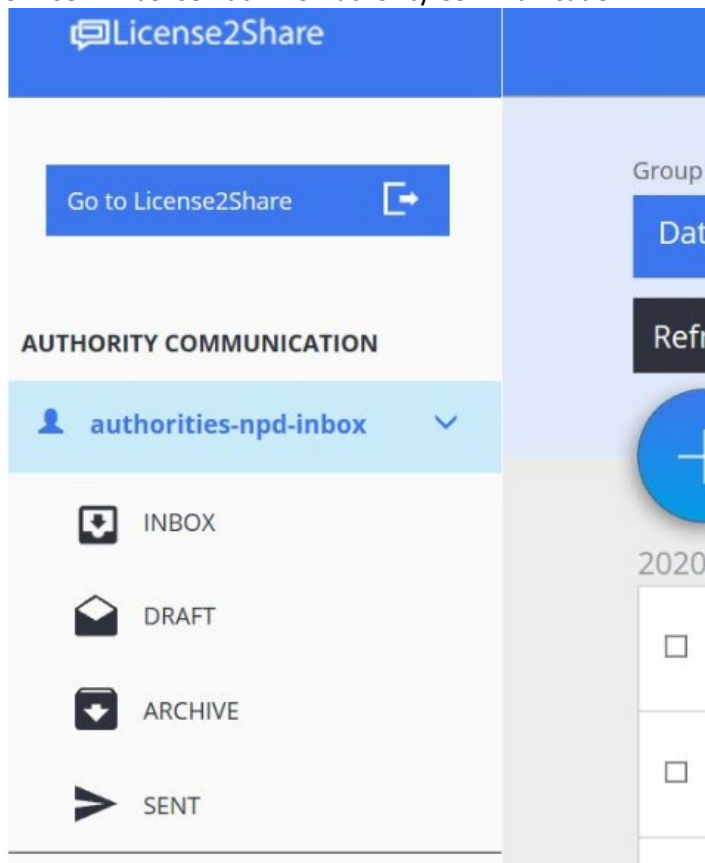 License2Share
Go to License2Share
AUTHORITY COMMUNICATION
authorities-npd-inbox
INBOX
DRAFT
ARCHIVE
SENT
Group
Dat
Refr
2020